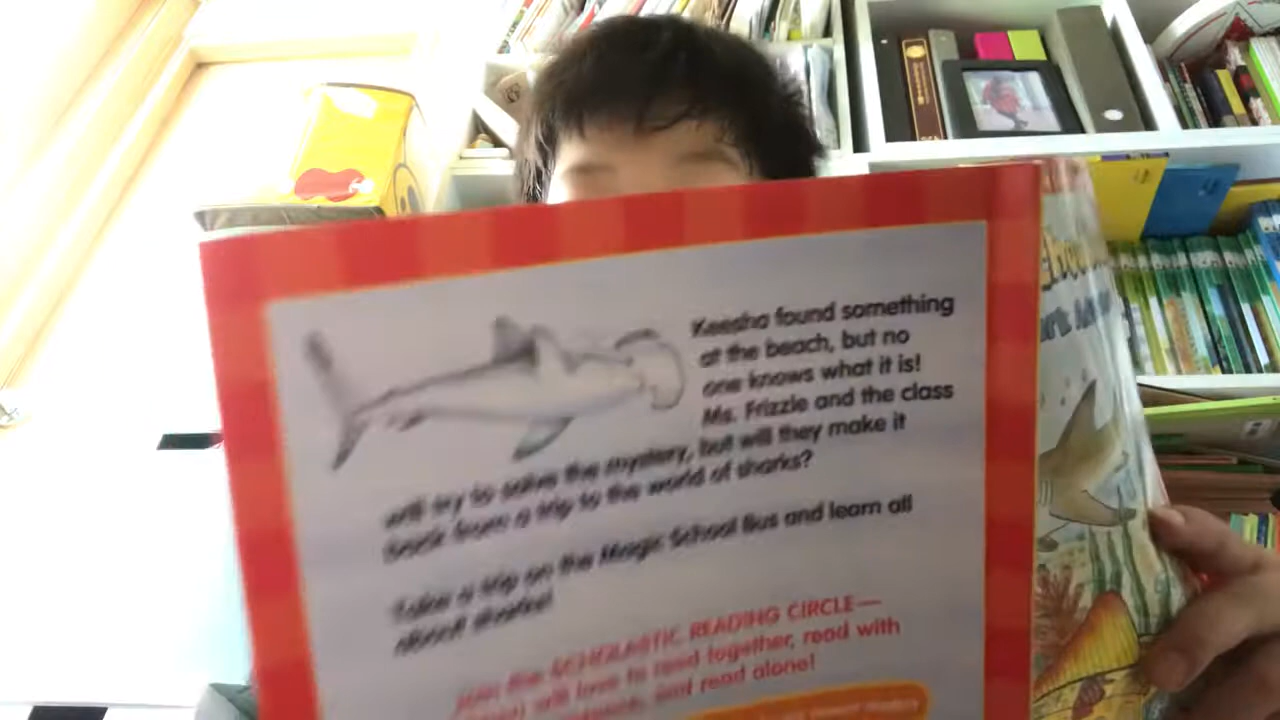 Keesha found something
at the beach, but no
one knows what it is!
Ms. Frizzle and the class
will try to solve the mystery, but will they make it
back from a trip to the world of sharks?
Take a trip on the Magic School Bus and learn all
about sharks!
Join the SCHOLASTIC READING CIRCLE—
will love to read together, read with
and read alone!